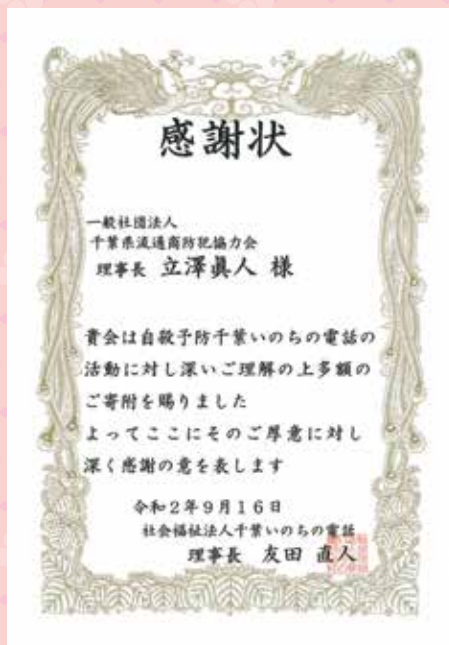 感謝状
一般社団法人
千葉県流通商防犯協力会
理事長 立澤眞人 様
貴会は自殺予防千葉いのちの電話の
活動に対し深いご理解の上多額の
ご寄附を賜りました
よってここにそのご厚意に対し
深く感謝の意を表します
令和2年9月16日
社会福祉法人千葉いのちの電話
理事長 友田 直人